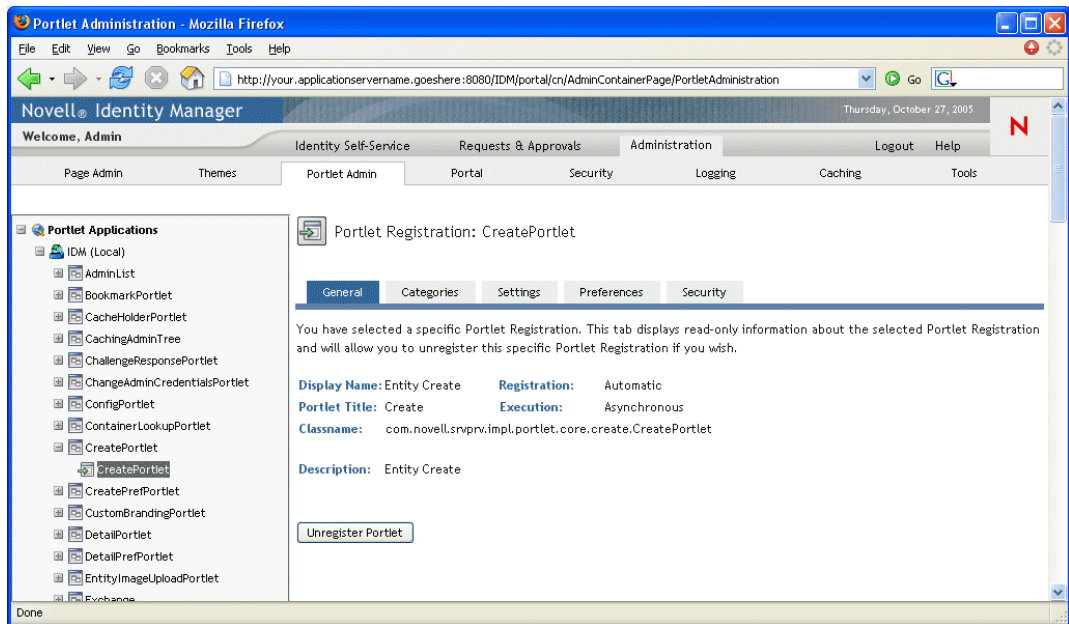 Portlet Administration - Mozilla Firefox
File Edit View Go Bookmarks Tools Help
http://your.applicationservername.goeshere:8080/IDM/portal/cn/AdminContainerPage/PortletAdministration Go G
Novell® Identity Manager Thursday, October 27, 2005
N
Welcome, Admin
Identity Self-Service Requests & Approvals Administration Logout Help
Page Admin Themes Portlet Admin Portal Security Logging Caching Tools
Portlet Applications
IDM (Local)
AdminList
BookmarkPortlet
CacheHolderPortlet
CachingAdminTree
ChallengeResponsePortlet
ChangeAdminCredentialsPortlet
ConfigPortlet
ContainerLookupPortlet
CreatePortlet
CreatePortlet
CreatePrefPortlet
CustomBrandingPortlet
DetailPortlet
DetailPrefPortlet
EntityImageUploadPortlet
Exchange
Portlet Registration: CreatePortlet
General Categories Settings Preferences Security
You have selected a specific Portlet Registration. This tab displays read-only information about the selected Portlet Registration
and will allow you to unregister this specific Portlet Registration if you wish.
Display Name: Entity Create Registration: Automatic
Portlet Title: Create Execution: Asynchronous
Classname: com.novell.srvprv.impl.portlet.core.create.CreatePortlet
Description: Entity Create
Unregister Portlet
Done